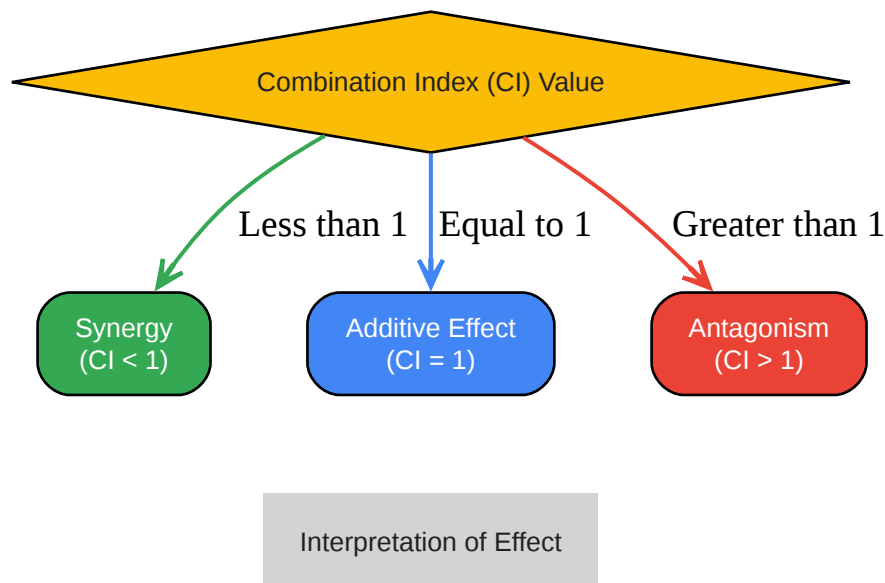 Combination Index (CI) Value
Less than 1
Equal to 1
Greater than 1
Synergy
(CI < 1)
Additive Effect
(CI = 1)
Antagonism
(CI > 1)
Interpretation of Effect